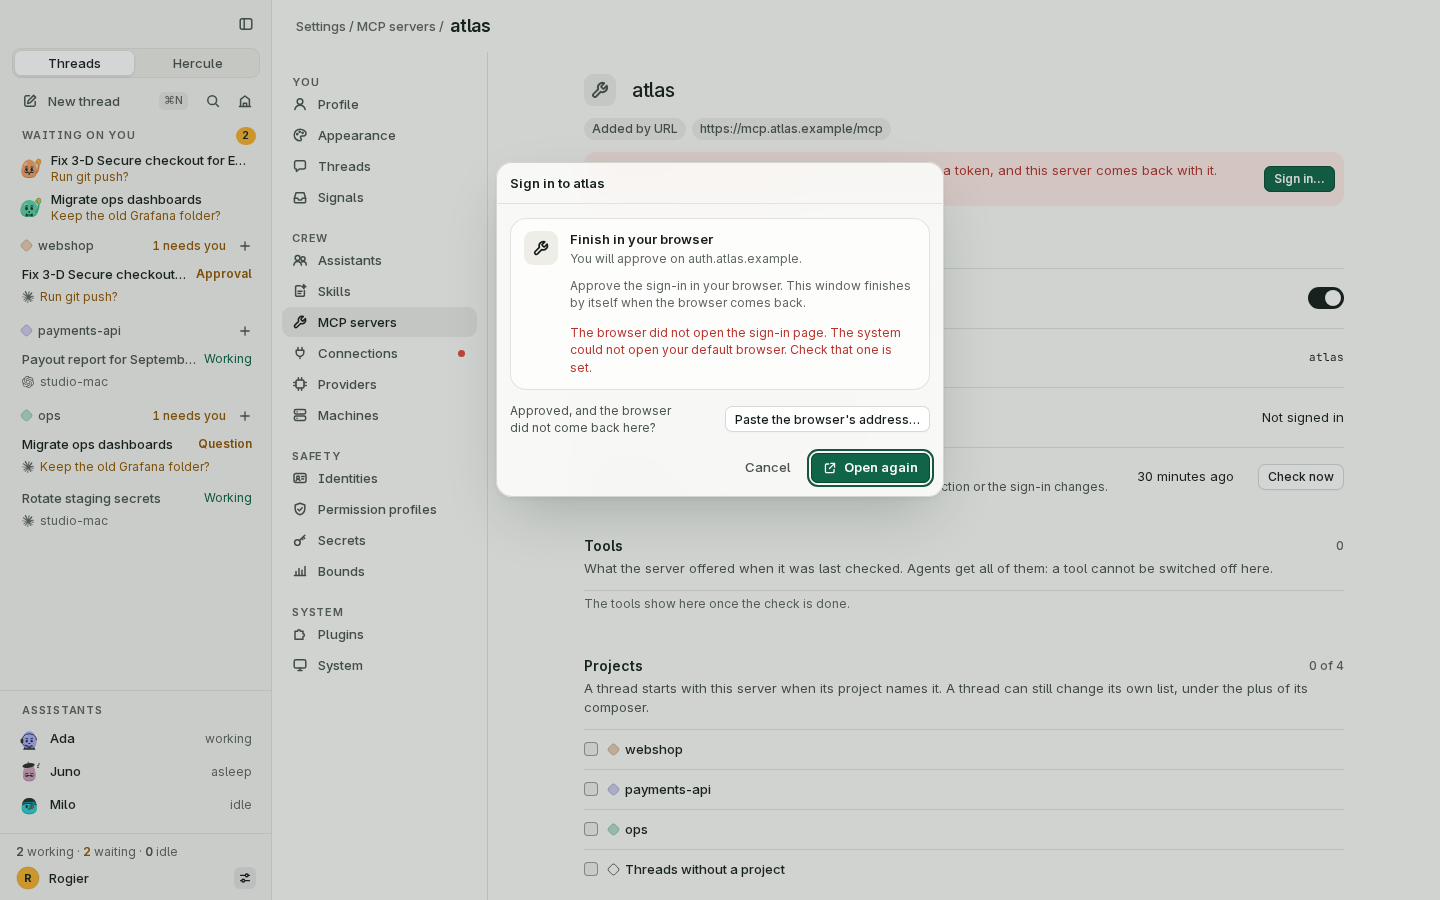 Threads
Hercule
New thread
⌘N
WAITING ON YOU
2
Fix 3-D Secure checkout for E…
Run git push?
Migrate ops dashboards
Keep the old Grafana folder?
webshop
1 needs you
Fix 3-D Secure checkout…
Approval
Run git push?
payments-api
Payout report for Septemb…
Working
studio-mac
ops
1 needs you
Migrate ops dashboards
Question
Keep the old Grafana folder?
Rotate staging secrets
Working
studio-mac
ASSISTANTS
Ada
working
Juno
asleep
Milo
idle
2 working · 2 waiting · 0 idle
R
Rogier
Settings / MCP servers / atlas
YOU
Profile
Appearance
Threads
Signals
CREW
Assistants
Skills
MCP servers
Connections
Providers
Machines
SAFETY
Identities
Permission profiles
Secrets
Bounds
SYSTEM
Plugins
System
atlas
Added by URL
https://mcp.atlas.example/mcp
a token, and this server comes back with it.
Sign in…
Sign in to atlas
Finish in your browser
You will approve on auth.atlas.example.
Approve the sign-in in your browser. This window finishes
by itself when the browser comes back.
The browser did not open the sign-in page. The system
could not open your default browser. Check that one is
set.
Approved, and the browser
did not come back here?
Paste the browser's address…
Cancel
Open again
atlas
Not signed in
ction or the sign-in changes.
30 minutes ago
Check now
Tools
0
What the server offered when it was last checked. Agents get all of them: a tool cannot be switched off here.
The tools show here once the check is done.
Projects
0 of 4
A thread starts with this server when its project names it. A thread can still change its own list, under the plus of its
composer.
webshop
payments-api
ops
Threads without a project